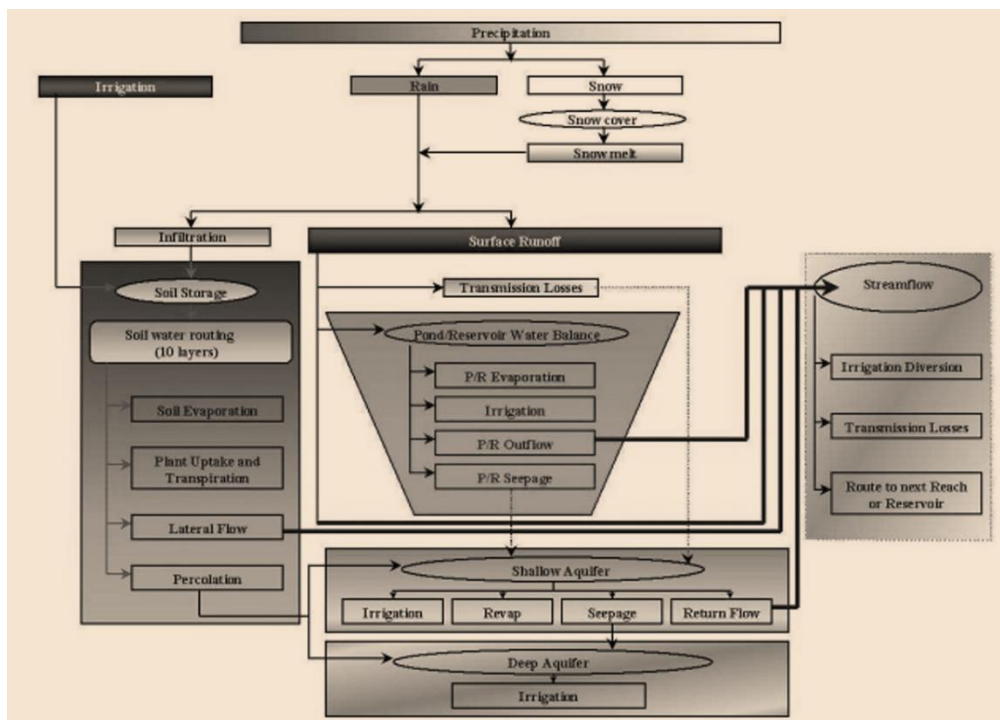 Precipitation
Irrigation
Rain
Snow
Snow cover
Snow melt
Infiltration
Surface Runoff
Soil Storage
Transmission Losses
Streamflow
Soil water routing
(10 layers)
Pond/Reservoir Water Balance
P/R Evaporation
Irrigation Diversion
Soil Evaporation
Irrigation
Transmission Losses
P/R Outflow
Plant Uptake and
Transpiration
P/R Seepage
Route to next Reach
or Reservoir
Lateral Flow
Percolation
Shallow Aquifer
Irrigation
Revap
Seepage
Return Flow
Deep Aquifer
Irrigation